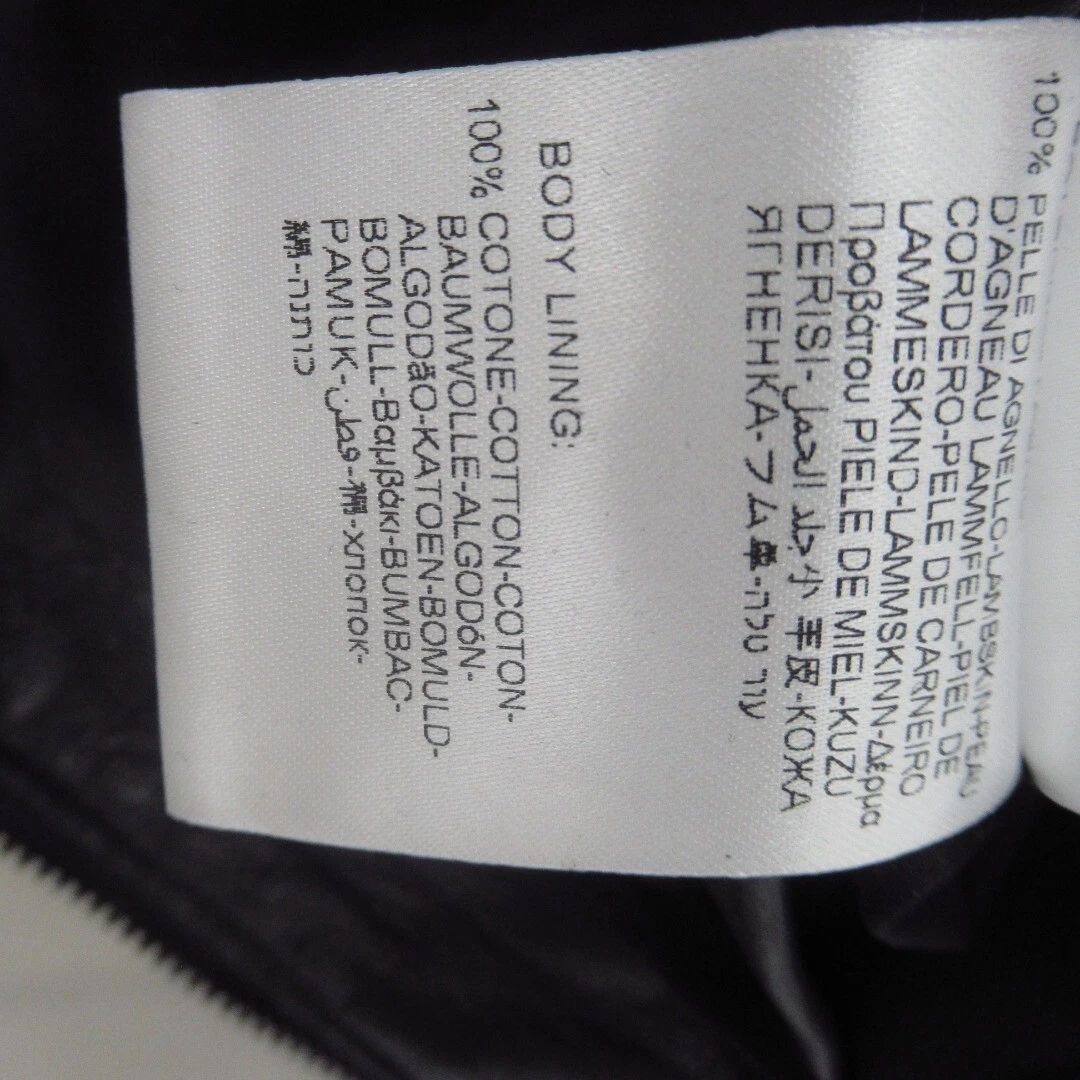 100% PELLE DI AGNELLO-LAMBSKIN-PEAU
D'AGNEAU LAMMFELL-PIEL DE
CORDERO-PELE DE CARNEIRO
LAMMESKIND-LAMMSKINN-Δέρμα
Προβάτου PIELE DE MIEL-KUZU
DERISI-جلد الحمل 小羊皮-КОЖА
ЯГНЕНКА-ラム革-עור טלה
BODY LINING:
100% COTONE-COTTON-COTON-
BAUMWOLLE-ALGODóN-
ALGODãO-KATOEN-BOMULD-
BOMULL-Βαμβάκι-BUMBAC-
PAMUK-قطن-棉-хлопок-
綿-כותנה